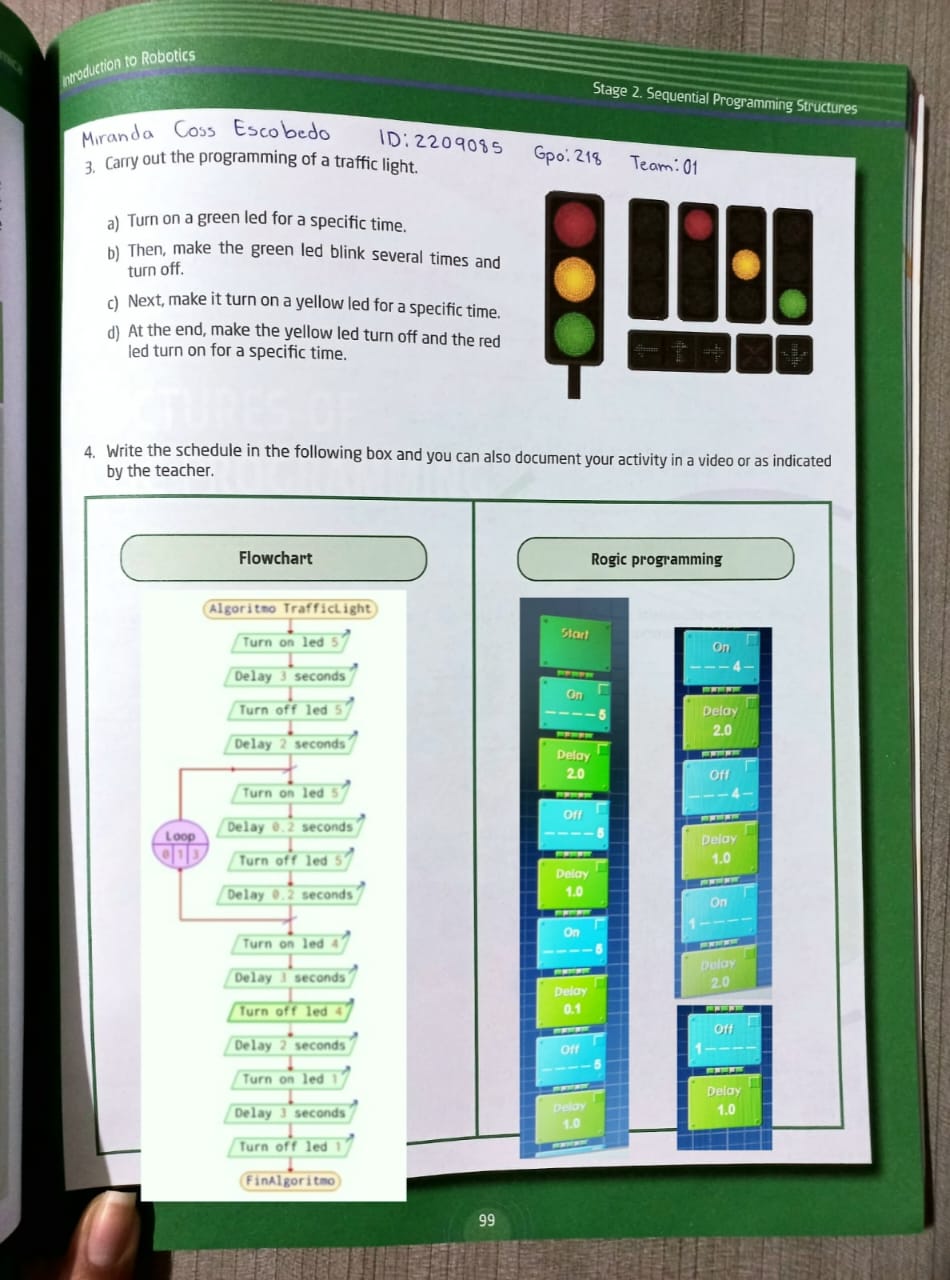 Introduction to Robotics
Stage 2. Sequential Programming Structures
Miranda Coss Escobedo ID: 2209085 Gpo: 218 Team: 01
3. Carry out the programming of a traffic light.
a) Turn on a green led for a specific time.
b) Then, make the green led blink several times and
turn off.
c) Next, make it turn on a yellow led for a specific time.
d) At the end, make the yellow led turn off and the red
led turn on for a specific time.
4. Write the schedule in the following box and you can also document your activity in a video or as indicated
by the teacher.
Flowchart
Algoritmo TrafficLight
Turn on led 5
Delay 3 seconds
Turn off led 5
Delay 2 seconds
Turn on led 5
Delay 0.2 seconds
Loop
0 1 3
Turn off led 5
Delay 0.2 seconds
Turn on led 4
Delay 3 seconds
Turn off led 4
Delay 2 seconds
Turn on led 1
Delay 3 seconds
Turn off led 1
FinAlgoritmo
Rogic programming
Start
On
- - - - 5
Delay
2.0
Off
- - - - 5
Delay
1.0
On
- - - - 5
Delay
0.1
Off
- - - - 5
Delay
1.0
On
- - - 4 -
Delay
2.0
Off
- - - 4 -
Delay
1.0
On
1 - - - -
Delay
2.0
Off
1 - - - -
Delay
1.0
99